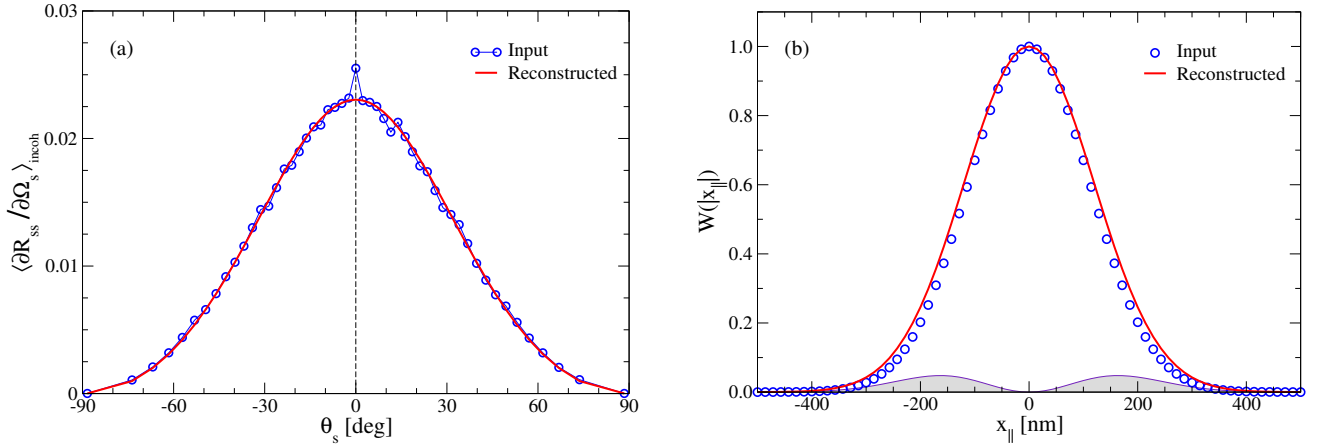 (a)
Input
Reconstructed
0.03
0.02
0.01
0
⟨∂R_ss /∂Ω_s⟩_incoh
-90
-60
-30
0
30
60
90
θ_s [deg]
(b)
Input
Reconstructed
1.0
0.8
0.6
0.4
0.2
0.0
W(|x_∥|)
-400
-200
0
200
400
x_∥ [nm]